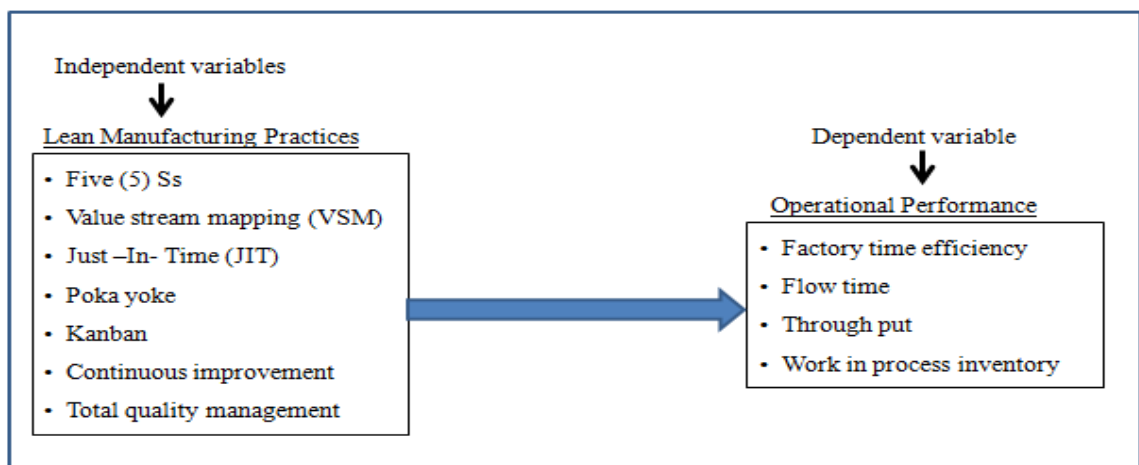 Independent variables
Lean Manufacturing Practices
• Five (5) Ss
• Value stream mapping (VSM)
• Just –In- Time (JIT)
• Poka yoke
• Kanban
• Continuous improvement
• Total quality management
Dependent variable
Operational Performance
• Factory time efficiency
• Flow time
• Through put
• Work in process inventory